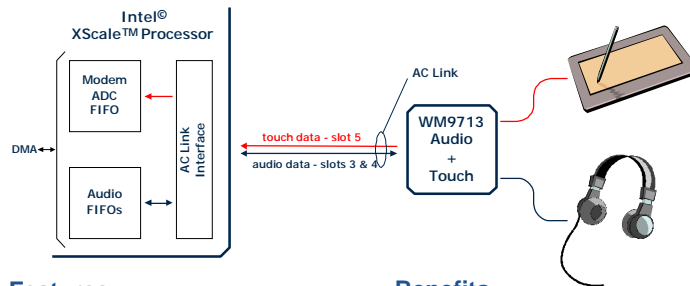 Intel©
XScale™ Processor
Modem
ADC
FIFO
DMA
Audio
FIFOs
AC Link
Interface
touch data - slot 5
audio data - slots 3 & 4
AC Link
WM9713
Audio
+
Touch